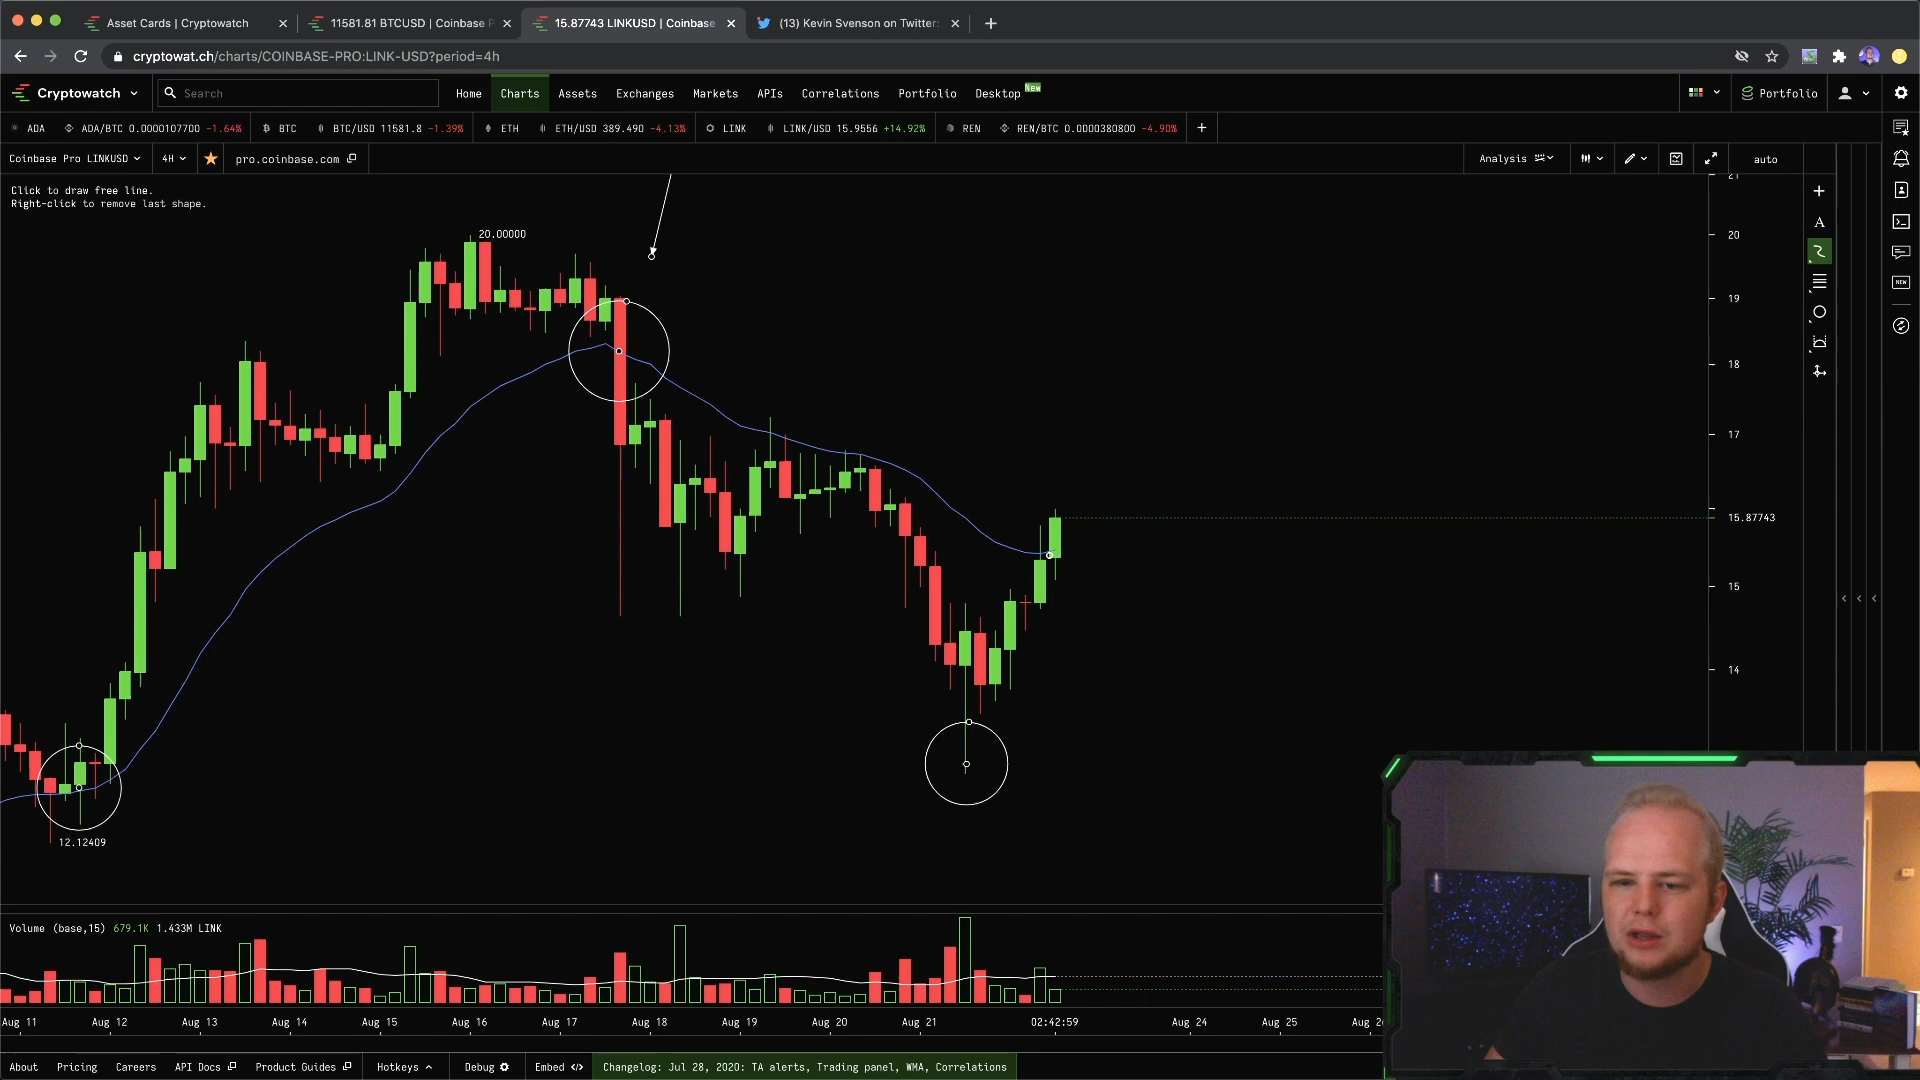 Asset Cards | Cryptowatch
11581.81 BTCUSD | Coinbase P
15.87743 LINKUSD | Coinbase
(13) Kevin Svenson on Twitter:
cryptowat.ch/charts/COINBASE-PRO:LINK-USD?period=4h
Cryptowatch
Search
Home
Charts
Assets
Exchanges
Markets
APIs
Correlations
Portfolio
Desktop New
Portfolio
ADA
ADA/BTC 0.0000107700 -1.64%
BTC
BTC/USD 11581.8 -1.39%
ETH
ETH/USD 389.490 -4.13%
LINK
LINK/USD 15.9556 +14.92%
REN
REN/BTC 0.0000380800 -4.90%
Coinbase Pro LINKUSD
4H
pro.coinbase.com
Analysis
auto
Click to draw free line.
Right-click to remove last shape.
A
NEW
20.00000
12.12409
21
20
19
18
17
15.87743
15
14
Volume (base,15) 679.1K 1.433M LINK
Aug 11
Aug 12
Aug 13
Aug 14
Aug 15
Aug 16
Aug 17
Aug 18
Aug 19
Aug 20
Aug 21
02:42:59
Aug 24
Aug 25
About
Pricing
Careers
API Docs
Product Guides
Hotkeys
Debug
Embed </>
Changelog: Jul 28, 2020: TA alerts, Trading panel, WMA, Correlations